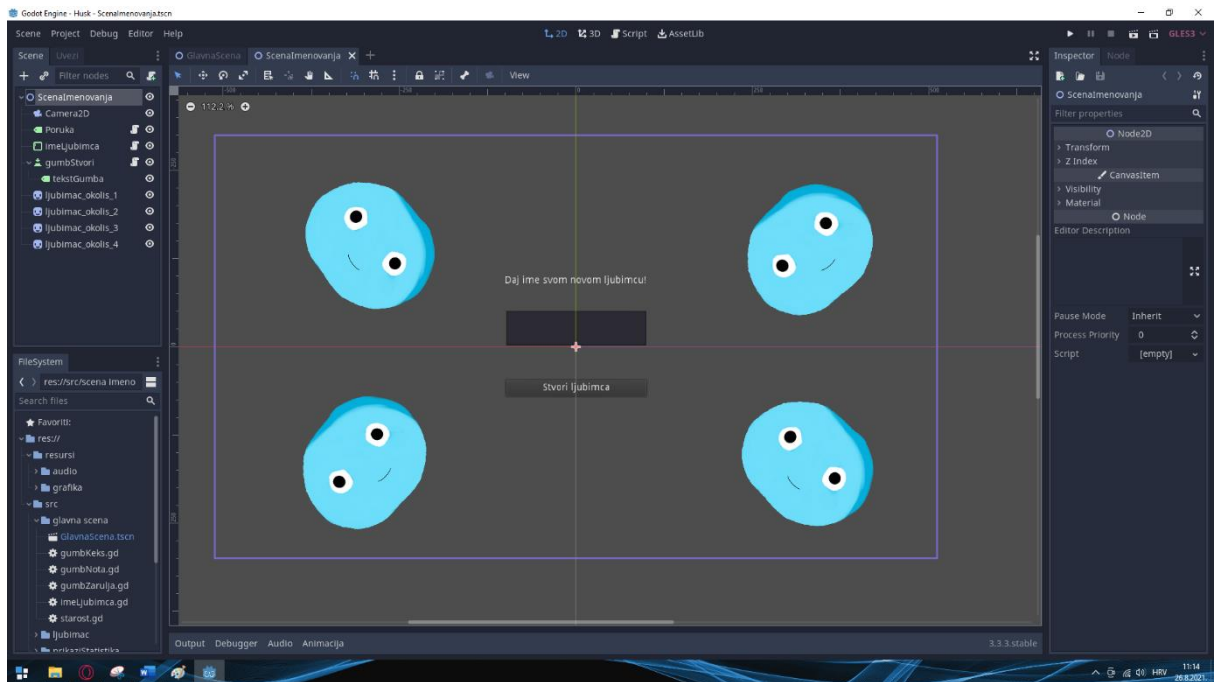 Godot Engine - Husk - ScenaImenovanja.tscn
Scene Project Debug Editor Help
2D 3D Script AssetLib
GLES3
Scene Uvezi
GlavnaScena ScenaImenovanja
Inspector Node
Filter nodes
View
ScenaImenovanja
Camera2D
Poruka
imeLjubimca
gumbStvori
tekstGumba
ljubimac_okolis_1
ljubimac_okolis_2
ljubimac_okolis_3
ljubimac_okolis_4
112.2 %
Daj ime svom novom ljubimcu!
Stvori ljubimca
ScenaImenovanja
Filter properties
Node2D
Transform
Z Index
CanvasItem
Visibility
Material
Node
Editor Description
Pause Mode Inherit
Process Priority 0
Script [empty]
FileSystem
res://src/scena imeno
Search files
Favoriti:
res://
resursi
audio
grafika
src
glavna scena
GlavnaScena.tscn
gumbKeks.gd
gumbNota.gd
gumbZarulja.gd
imeLjubimca.gd
starost.gd
ljubimac
prikaziStatistika
Output Debugger Audio Animacija
3.3.3.stable
HRV
11:14
26.8.2021.